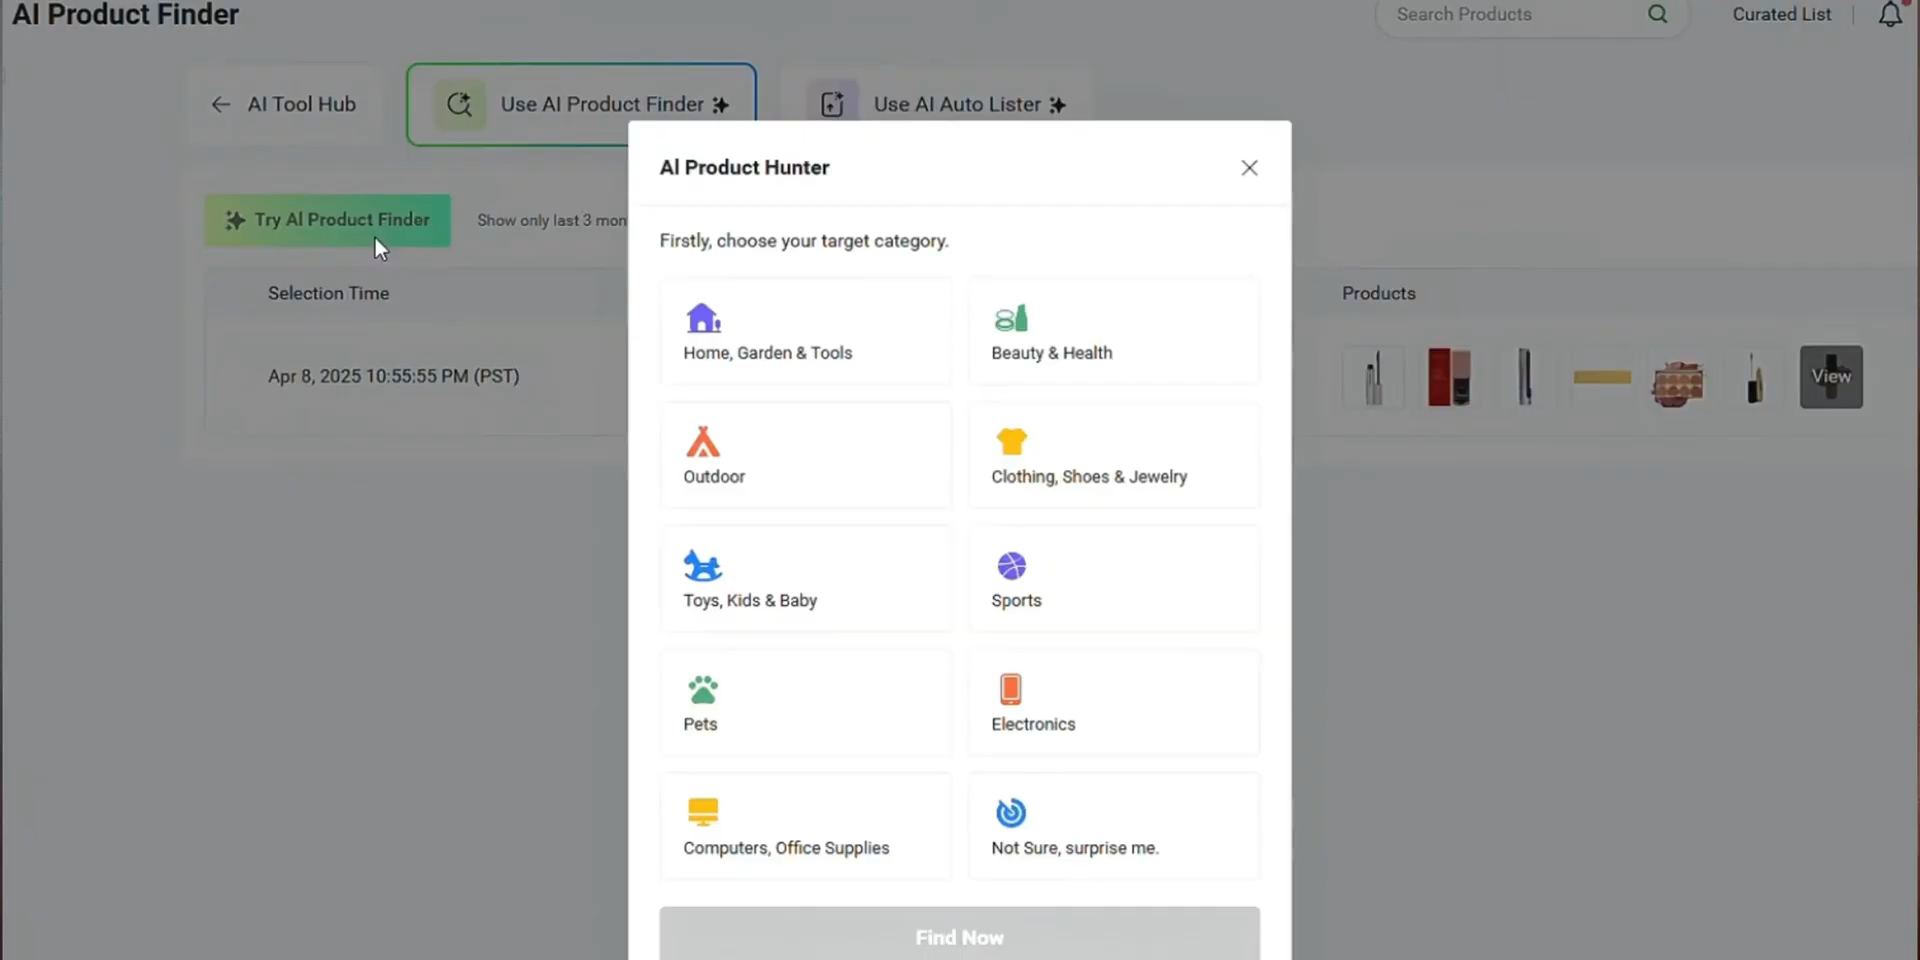 AI Product Finder
Search Products
Curated List
AI Tool Hub
Use AI Product Finder
Use AI Auto Lister
AI Product Hunter
Try AI Product Finder
Show only last 3 mon
Firstly, choose your target category.
Selection Time
Products
Home, Garden & Tools
Beauty & Health
Apr 8, 2025 10:55:55 PM (PST)
View
Outdoor
Clothing, Shoes & Jewelry
Toys, Kids & Baby
Sports
Pets
Electronics
Computers, Office Supplies
Not Sure, surprise me.
Find Now